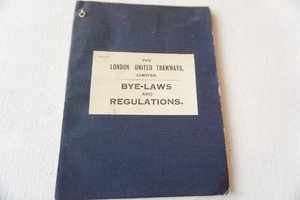 THE
LONDON UNITED TRAMWAYS,
LIMITED.
BYE-LAWS
AND
REGULATIONS.